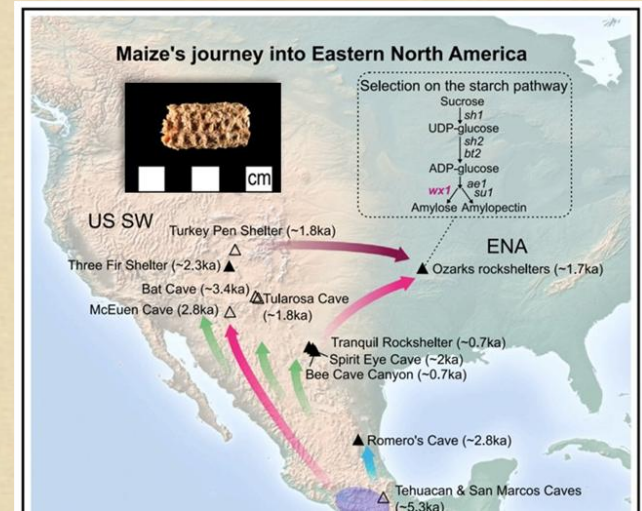 Maize's journey into Eastern North America
Selection on the starch pathway
Sucrose
sh1
UDP-glucose
sh2
bt2
ADP-glucose
wx1
ae1
su1
Amylose Amylopectin
cm
US SW
ENA
Turkey Pen Shelter (~1.8ka)
Three Fir Shelter (~2.3ka)
Ozarks rockshelters (~1.7ka)
Bat Cave (~3.4ka)
Tularosa Cave
(~1.8ka)
McEuen Cave (2.8ka)
Tranquil Rockshelter (~0.7ka)
Spirit Eye Cave (~2ka)
Bee Cave Canyon (~0.7ka)
Romero's Cave (~2.8ka)
Tehuacan & San Marcos Caves
(~5.3ka)